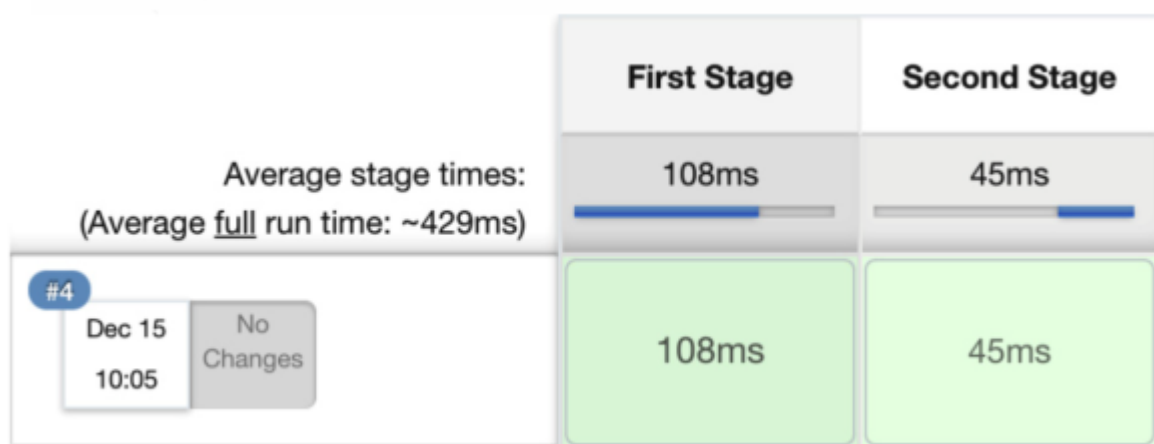 First Stage
Second Stage
Average stage times:
(Average full run time: ~429ms)
108ms
45ms
#4
Dec 15
10:05
No
Changes
108ms
45ms